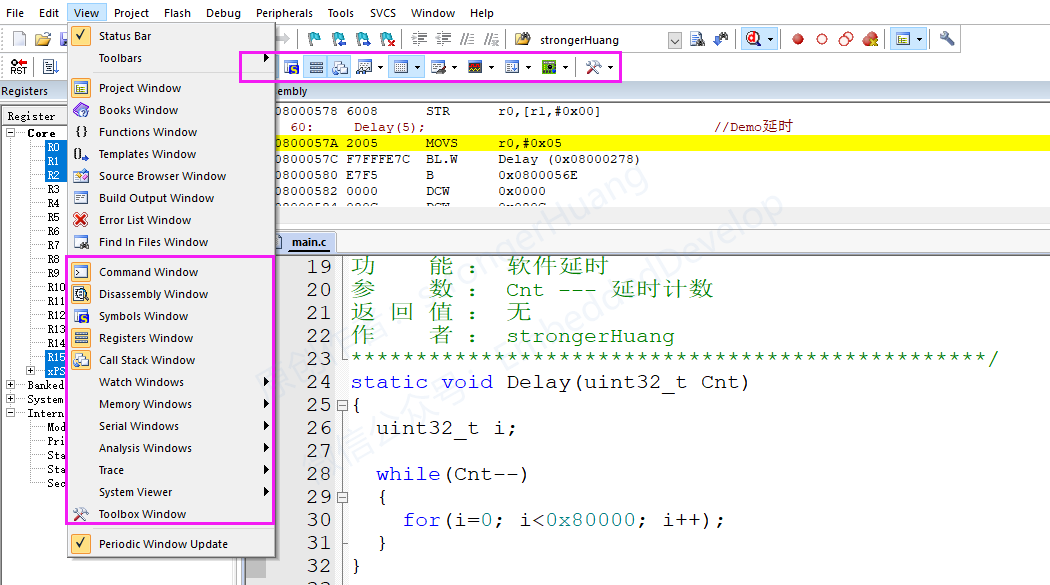 File Edit View Project Flash Debug Peripherals Tools SVCS Window Help
strongerHuang
RST
Status Bar
Toolbars
Project Window
Books Window
Functions Window
Templates Window
Source Browser Window
Build Output Window
Error List Window
Find In Files Window
Command Window
Disassembly Window
Symbols Window
Registers Window
Call Stack Window
Watch Windows
Memory Windows
Serial Windows
Analysis Windows
Trace
System Viewer
Toolbox Window
Periodic Window Update
Registers
Register
Core
R0
R1
R2
R3
R4
R5
R6
R7
R8
R9
R10
R11
R12
R13
R14
R15
xPS
Banked
System
Intern
Mod
Pri
Sta
Sta
Sec
embly
08000578 6008 STR r0,[r1,#0x00]
60: Delay(5); //Demo延时
0800057A 2005 MOVS r0,#0x05
0800057C F7FFFE7C BL.W Delay (0x08000278)
08000580 E7F5 B 0x0800056E
08000582 0000 DCW 0x0000
main.c
19 功 能 : 软件延时
20 参 数 : Cnt --- 延时计数
21 返 回 值 : 无
22 作 者 : strongerHuang
23 *************************************************/
24 static void Delay(uint32_t Cnt)
25 {
26 uint32_t i;
27
28 while(Cnt--)
29 {
30 for(i=0; i<0x80000; i++);
31 }
32 }